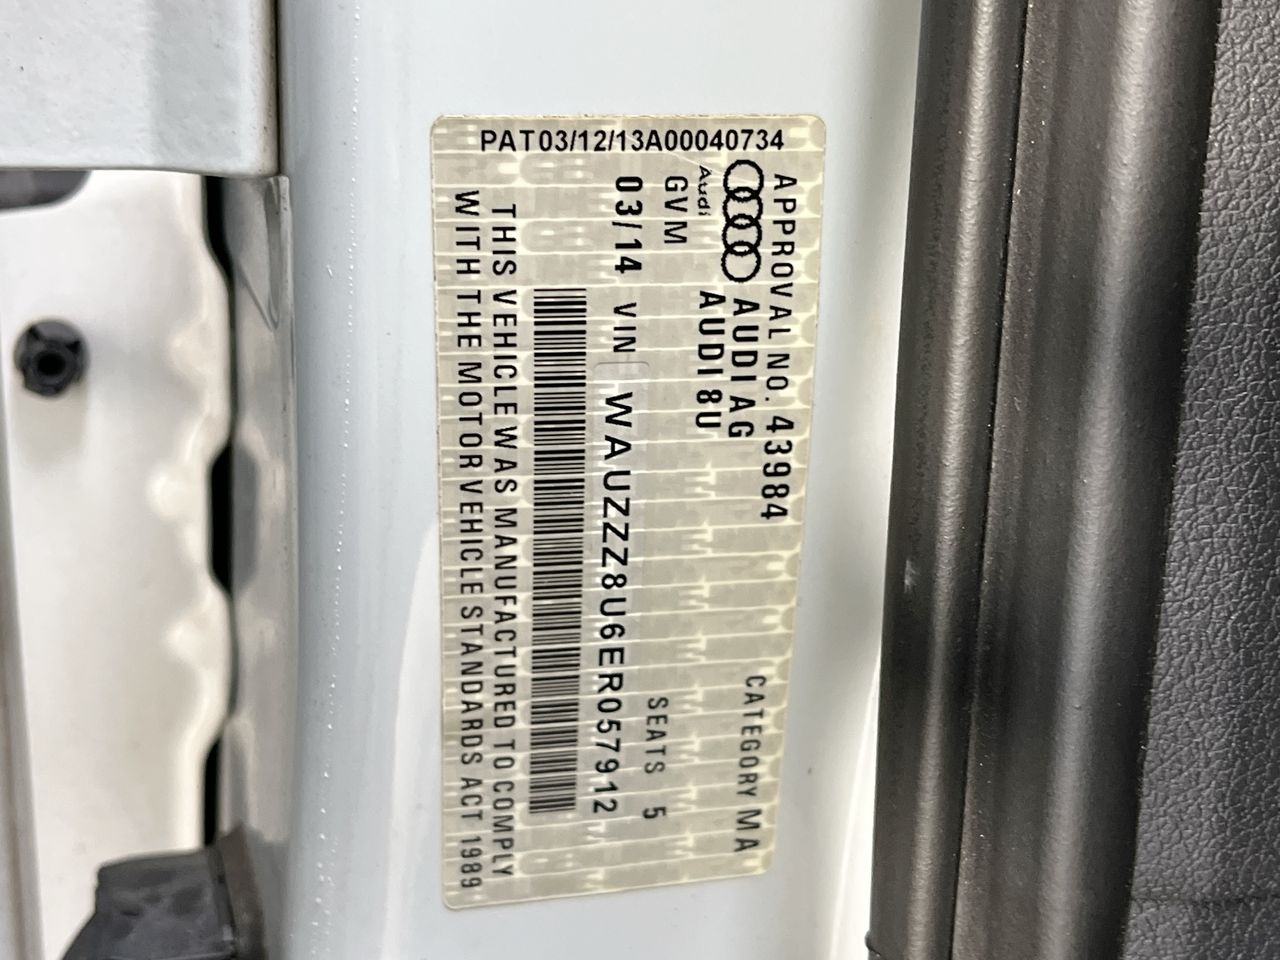 PAT03/12/13A00040734
APPROVAL NO. 43984 CATEGORY MA
Audi AUDI AG
AUDI 8U
GVM SEATS 5
03/14 VIN WAUZZZ8U6ER057912
THIS VEHICLE WAS MANUFACTURED TO COMPLY
WITH THE MOTOR VEHICLE STANDARDS ACT 1989